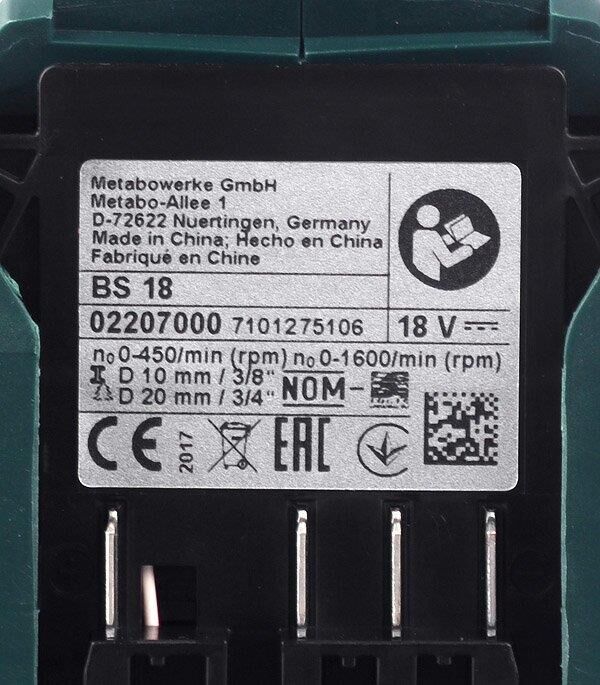 Metabowerke GmbH
Metabo-Allee 1
D-72622 Nuertingen, Germany
Made in China; Hecho en China
Fabriqué en Chine
BS 18
02207000 7101275106 18 V
n₀ 0-450/min (rpm) n₀ 0-1600/min (rpm)
D 10 mm / 3/8“ NOM-
D 20 mm / 3/4“
CE 2017 EAC